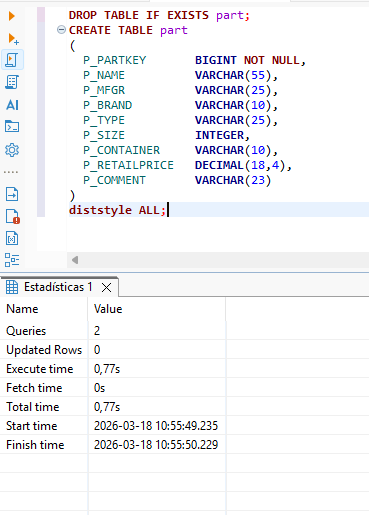 DROP TABLE IF EXISTS part;
CREATE TABLE part
(
P_PARTKEY BIGINT NOT NULL,
P_NAME VARCHAR(55),
P_MFGR VARCHAR(25),
P_BRAND VARCHAR(10),
P_TYPE VARCHAR(25),
P_SIZE INTEGER,
P_CONTAINER VARCHAR(10),
P_RETAILPRICE DECIMAL(18,4),
P_COMMENT VARCHAR(23)
)
diststyle ALL;
AI
Estadísticas 1
Name Value
Queries 2
Updated Rows 0
Execute time 0,77s
Fetch time 0s
Total time 0,77s
Start time 2026-03-18 10:55:49.235
Finish time 2026-03-18 10:55:50.229